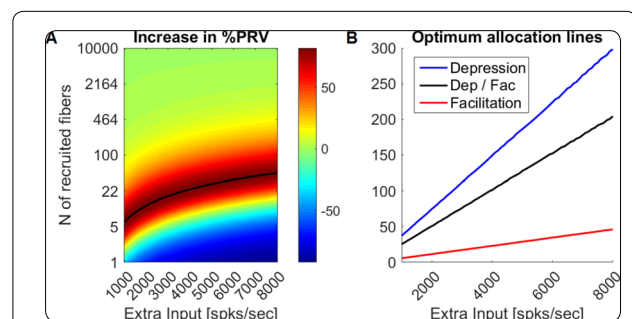 A
Increase in %PRV
N of recruited fibers
10000
2164
464
100
22
5
1
1000
2000
3000
4000
5000
6000
7000
8000
Extra Input [spks/sec]
50
0
-50
B
Optimum allocation lines
300
250
200
150
100
50
0
Depression
Dep / Fac
Facilitation
2000
4000
6000
8000
Extra Input [spks/sec]